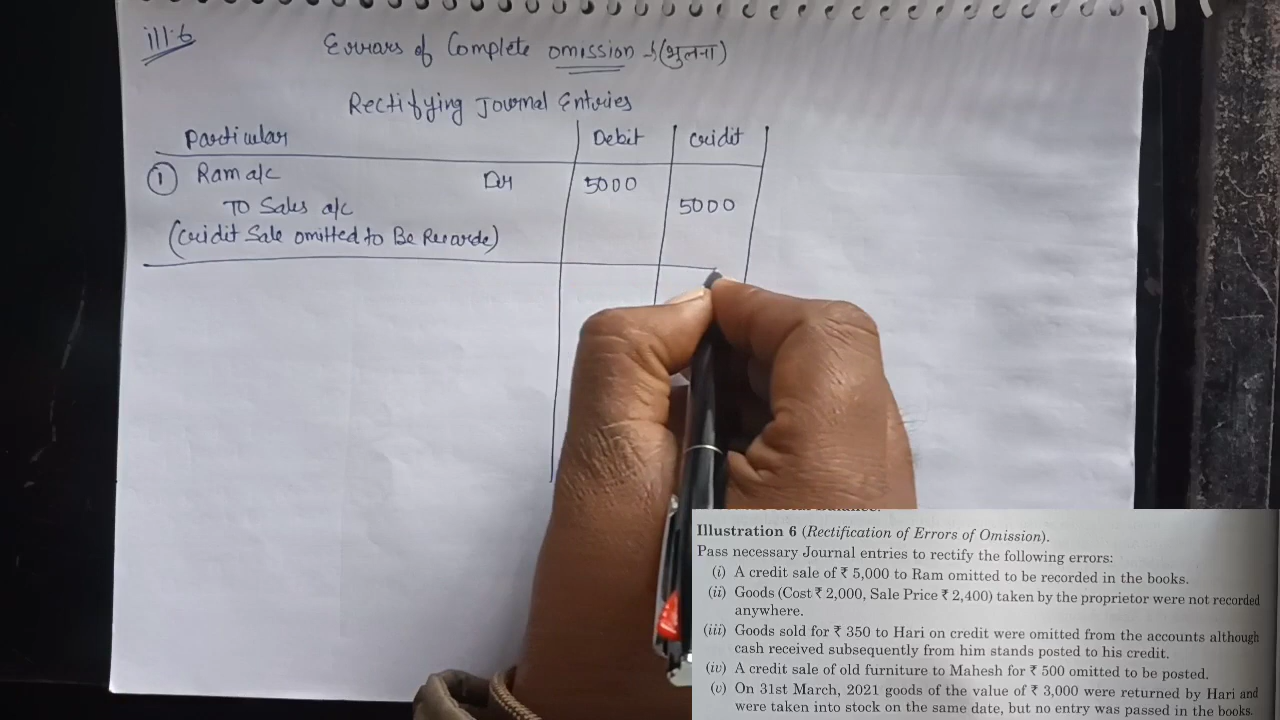 ill.6
Errars of Complete omission → (भुलना)
Rectifying Journal Entries
Particular Debit Cridit
① Ram a/c Dr 5000
To Sales a/c 5000
(Cridit Sale omitted to Be Recorde)
Illustration 6 (Rectification of Errors of Omission).
Pass necessary Journal entries to rectify the following errors:
(i) A credit sale of ₹ 5,000 to Ram omitted to be recorded in the books.
(ii) Goods (Cost ₹ 2,000, Sale Price ₹ 2,400) taken by the proprietor were not recorded
anywhere.
(iii) Goods sold for ₹ 350 to Hari on credit were omitted from the accounts although
cash received subsequently from him stands posted to his credit.
(iv) A credit sale of old furniture to Mahesh for ₹ 500 omitted to be posted.
(v) On 31st March, 2021 goods of the value of ₹ 3,000 were returned by Hari and
were taken into stock on the same date, but no entry was passed in the books.